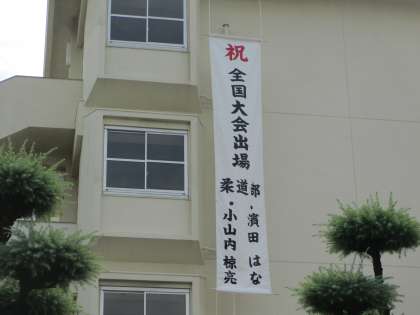 祝
全国大会出場
柔道部
・濱田 はな
・小山内 椋亮